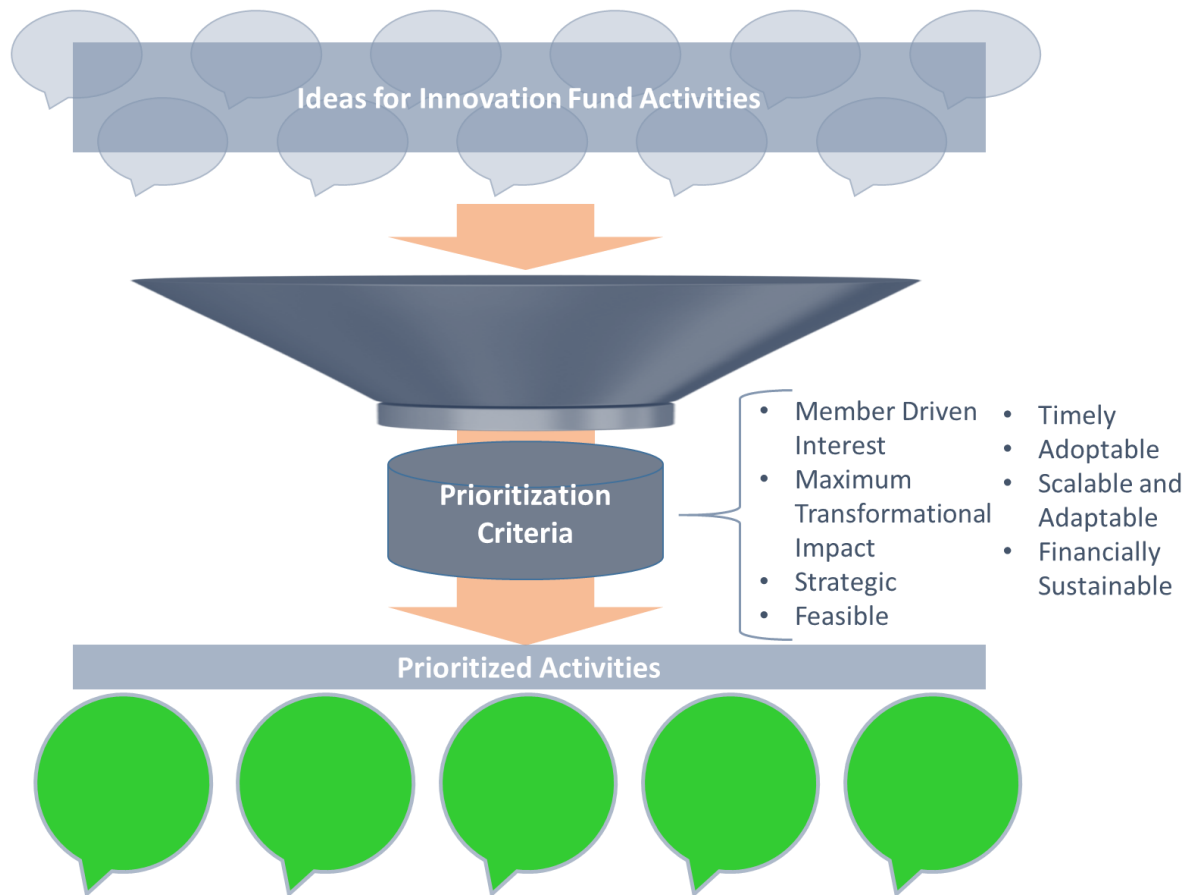 Ideas for Innovation Fund Activities
Prioritization
Criteria
• Member Driven
Interest
• Maximum
Transformational
Impact
• Strategic
• Feasible
• Timely
• Adoptable
• Scalable and
Adaptable
• Financially
Sustainable
Prioritized Activities